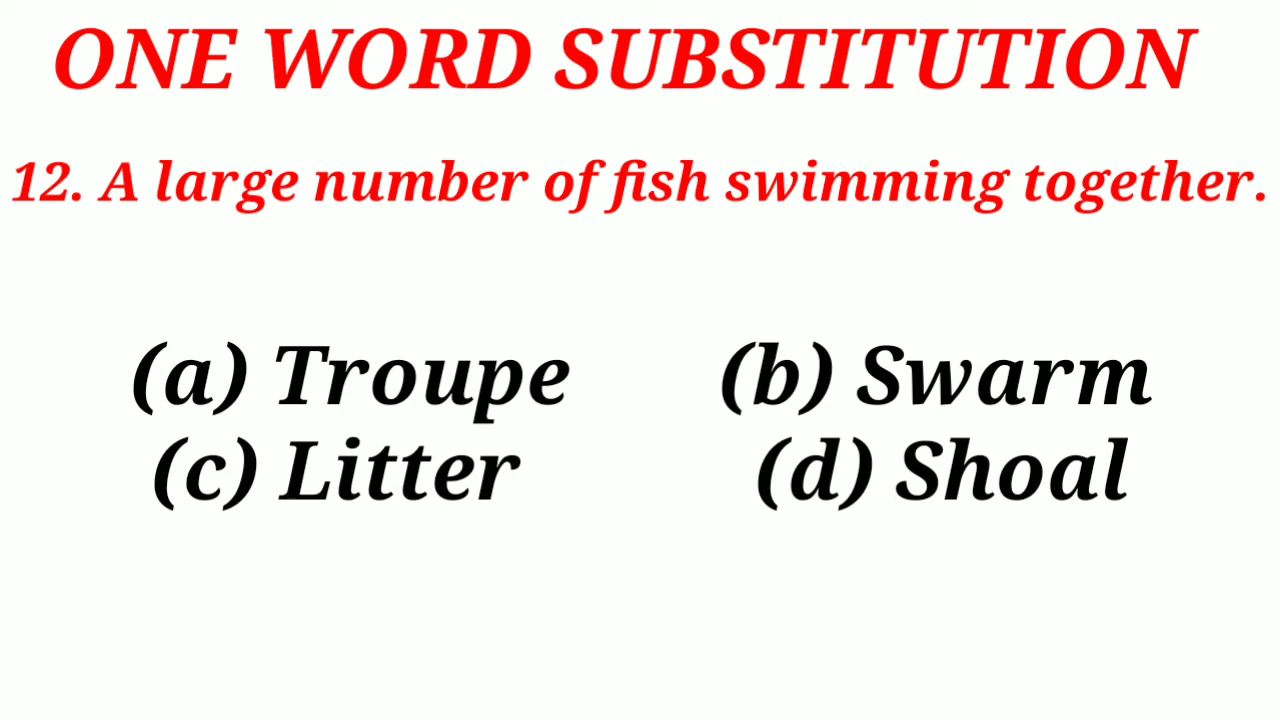 ONE WORD SUBSTITUTION
12. A large number of fish swimming together.
(a) Troupe (b) Swarm
(c) Litter (d) Shoal